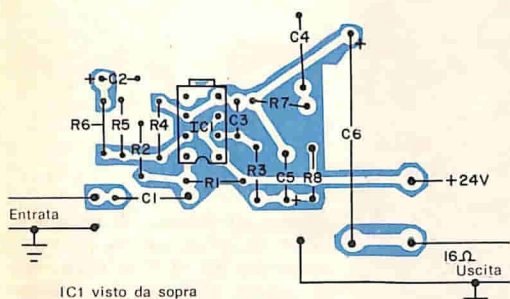 C4
+
+ C2
R6
R5
R4
IC1
C3
R7
C6
R2
R1
R3
C5
R8
+
+24V
C1
Entrata
16Ω
Uscita
IC1 visto da sopra